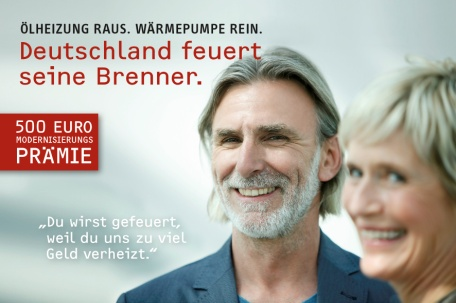 ÖLHEIZUNG RAUS. WÄRMEPUMPE REIN.
Deutschland feuert
seine Brenner.
500 EURO
MODERNISIERUNGS
PRÄMIE
„Du wirst gefeuert,
weil du uns zu viel
Geld verheizt.“